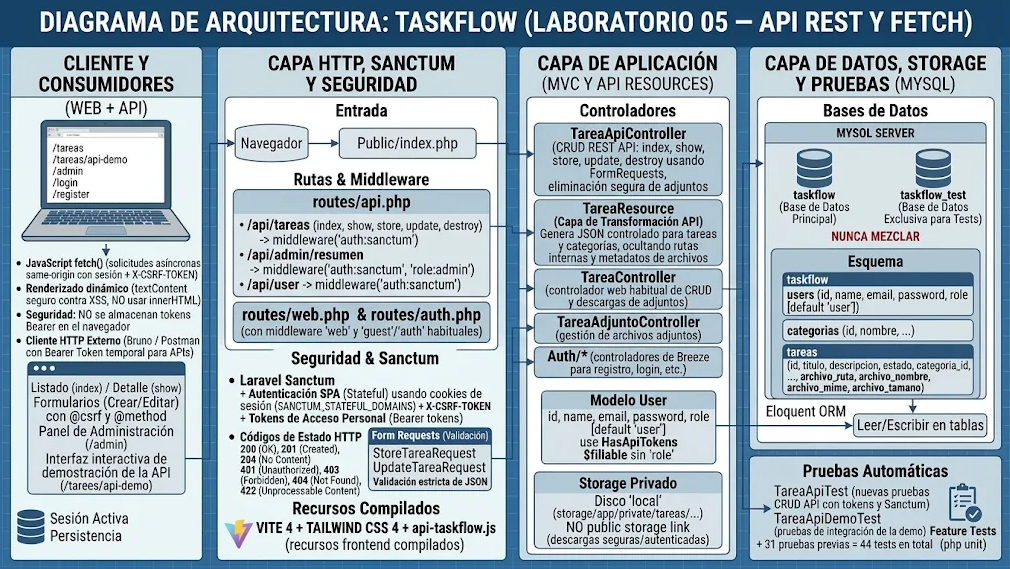 DIAGRAMA DE ARQUITECTURA: TASKFLOW (LABORATORIO 05 — API REST Y FETCH)
CLIENTE Y
CONSUMIDORES
(WEB + API)
/tareas
/tareas/api-demo
/admin
/login
/register
• JavaScript fetch() (solicitudes asíncronas
same-origin con sesión + X-CSRF-TOKEN)
• Renderizado dinámico (textContent
seguro contra XSS, NO usar innerHTML)
• Seguridad: NO se almacenan tokens
Bearer en el navegador
• Cliente HTTP Externo (Bruno / Postman
con Bearer Token temporal para APIs)
Listado (index) / Detalle (show)
Formularios (Crear/Editar)
con @csrf y @method
Panel de Administración
(/admin)
Interfaz interactiva de
demostración de la API
(/tarees/api-demo)
Sesión Activa
Persistencia
CAPA HTTP, SANCTUM
Y SEGURIDAD
Entrada
Navegador
Public/index.php
Rutas & Middleware
routes/api.php
• /api/tareas (index, show, store, update, destroy)
-> middleware('auth:sanctum')
• /api/admin/resumen
-> middleware('auth:sanctum', 'role:admin')
• /api/user -> middleware('auth:sanctum')
routes/web.php & routes/auth.php
(con middleware 'web' y 'guest'/'auth' habituales)
Seguridad & Sanctum
• Laravel Sanctum
+ Autenticación SPA (Stateful) usando cookies de
sesión (SANCTUM_STATEFUL_DOMAINS) + X-CSRF-TOKEN
+ Tokens de Acceso Personal (Bearer tokens)
• Códigos de Estado HTTP
200 (OK), 201 (Created),
204 (No Content)
401 (Unauthorized), 403
(Forbidden), 404 (Not Found),
422 (Unprocessable Content)
Form Requests (Validación)
StoreTareaRequest
UpdateTareaRequest
Validación estricta de JSON
Recursos Compilados
VITE 4 + TAILWIND CSS 4 + api-taskflow.js
(recursos frontend compilados)
CAPA DE APLICACIÓN
(MVC Y API RESOURCES)
Controladores
TareaApiController
(CRUD REST API: index, show,
store, update, destroy usando
FormRequests,
eliminación segura de adjuntos
TareaResource
(Capa de Transformación API)
Genera JSON controlado para tareas
y categorías, ocultando rutas
internas y metadatos de archivos
TareaController
(controlador web habitual de CRUD
y descargas de adjuntos)
TareaAdjuntoController
(gestión de archivos adjuntos)
Auth/* (controladores de Breeze
para registro, login, etc.)
Modelo User
id, name, email, password, role
[default 'user']
use HasApiTokens
$fillable sin 'role'
Storage Privado
Disco 'local'
(storage/app/private/tareas/...)
NO public storage link
(descargas seguras/autenticadas)
CAPA DE DATOS, STORAGE
Y PRUEBAS (MYSQL)
Bases de Datos
MYSOL SERVER
taskflow
(Base de Datos
Principal)
taskflow_test
(Base de Datos
Exclusiva para Tests)
NUNCA MEZCLAR
Esquema
taskflow
users (id, name, email, password, role
[default 'user'])
categorias (id, nombre, ...)
tareas
(id, titulo, descripcion, estado, categoria_id,
..., archivo_ruta, archivo_nombre,
archivo_mime, archivo_tamano)
Eloquent ORM
Leer/Escribir en tablas
Pruebas Automáticas
TareaApiTest (nuevas pruebas
CRUD API con tokens y Sanctum)
TareaApiDemoTest
(pruebas de integración de la demo)
+ 31 pruebas previas = 44 tests en total
Feature Tests
(php unit)